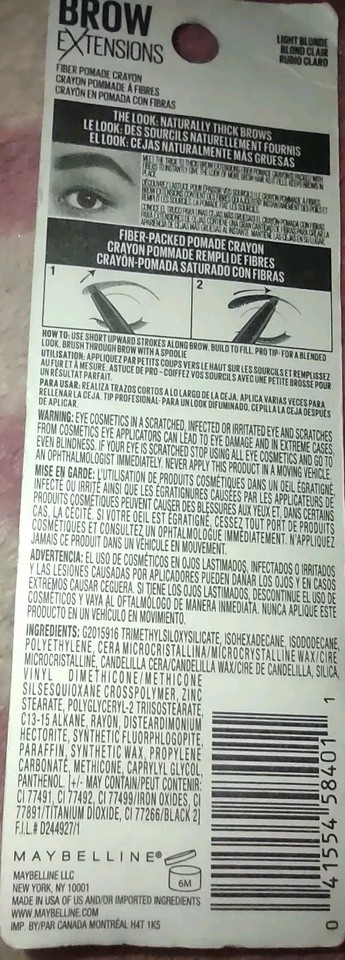 BROW
EXTENSIONS
LIGHT BLONDE
BLOND CLAIR
RUBIO CLARO
FIBER POMADE CRAYON
CRAYON POMMADE À FIBRES
CRAYÓN EN POMADA CON FIBRAS
THE LOOK: NATURALLY THICK BROWS
LE LOOK: DES SOURCILS NATURELLEMENT FOURNIS
EL LOOK: CEJAS NATURALMENTE MÁS GRUESAS
FIBER-PACKED POMADE CRAYON
CRAYON POMMADE REMPLI DE FIBRES
CRAYÓN-POMADA SATURADO CON FIBRAS
1
2
HOW TO: USE SHORT UPWARD STROKES ALONG BROW. BUILD TO FILL. PRO TIP- FOR A BLENDED
LOOK, BRUSH THROUGH BROW WITH A SPOOLIE
UTILISATION: APPLIQUEZ PAR PETITS COUPS VERS LE HAUT SUR LES SOURCILS ET REMPLISSEZ
AU FUR ET À MESURE. ASTUCE DE PRO - COIFFEZ VOS SOURCILS AVEC UNE PETITE BROSSE POUR
UN RÉSULTAT PARFAIT.
PARA USAR: REALIZA TRAZOS CORTOS A LO LARGO DE LA CEJA. APLICA VARIAS VECES PARA
RELLENAR LA CEJA. TIP PROFESIONAL- PARA UN LOOK DIFUMINADO, CEPILLA LA CEJA DESPUÉS
DE APLICAR.
WARNING: EYE COSMETICS IN A SCRATCHED, INFECTED OR IRRITATED EYE AND SCRATCHES
FROM COSMETICS EYE APPLICATORS CAN LEAD TO EYE DAMAGE AND IN EXTREME CASES,
EVEN BLINDNESS. IF YOUR EYE IS SCRATCHED STOP USING ALL EYE COSMETICS AND GO TO
AN OPHTHALMOLOGIST IMMEDIATELY. NEVER APPLY THIS PRODUCT IN A MOVING VEHICLE.
MISE EN GARDE: L'UTILISATION DE PRODUITS COSMÉTIQUES DANS UN OEIL ÉGRATIGNÉ,
INFECTÉ OU IRRITÉ AINSI QUE LES ÉGRATIGNURES CAUSÉES PAR LES APPLICATEURS DE
PRODUITS COSMÉTIQUES PEUVENT CAUSER DES BLESSURES AUX YEUX ET, DANS CERTAINS
CAS, LA CÉCITÉ. SI VOTRE OEIL EST ÉGRATIGNÉ, CESSEZ TOUT PORT DE PRODUITS
COSMÉTIQUES ET CONSULTEZ UN OPHTALMOLOGUE IMMÉDIATEMENT. N'APPLIQUEZ
JAMAIS CE PRODUIT DANS UN VÉHICULE EN MOUVEMENT.
ADVERTENCIA: EL USO DE COSMÉTICOS EN OJOS LASTIMADOS, INFECTADOS O IRRITADOS
Y LAS LESIONES CAUSADAS POR APLICADORES PUEDEN DAÑAR LOS OJOS Y EN CASOS
EXTREMOS CAUSAR CEGUERA. SI TIENE LOS OJOS LASTIMADOS, DESCONTINUE EL USO DE
COSMÉTICOS Y VAYA AL OFTALMÓLOGO DE MANERA INMEDIATA. NUNCA APLIQUE ESTE
PRODUCTO EN UN VEHÍCULO EN MOVIMIENTO.
INGREDIENTS: G2015916 TRIMETHYLSILOXYSILICATE, ISOHEXADECANE, ISODODECANE,
POLYETHYLENE, CERA MICROCRISTALLINA/MICROCRYSTALLINE WAX/CIRE
MICROCRISTALLINE, CANDELILLA CERA/CANDELILLA WAX/CIRE DE CANDELILLA, SILICA,
VINYL DIMETHICONE/METHICONE
SILSESQUIOXANE CROSSPOLYMER, ZINC
STEARATE, POLYGLYCERYL-2 TRIISOSTEARATE,
C13-15 ALKANE, RAYON, DISTEARDIMONIUM
HECTORITE, SYNTHETIC FLUORPHLOGOPITE,
PARAFFIN, SYNTHETIC WAX, PROPYLENE
CARBONATE, METHICONE, CAPRYLYL GLYCOL,
PANTHENOL. [+/- MAY CONTAIN/PEUT CONTENIR:
CI 77491, CI 77492, CI 77499/IRON OXIDES, CI
77891/TITANIUM DIOXIDE, CI 77266/BLACK 2]
F.I.L.# D244927/1
MAYBELLINE®
6M
MAYBELLINE LLC
NEW YORK, NY 10001
MADE IN USA OF US AND/OR IMPORTED INGREDIENTS
WWW.MAYBELLINE.COM
IMP. BY/PAR CANADA MONTRÉAL H4T 1K5
0 41554 58401 1